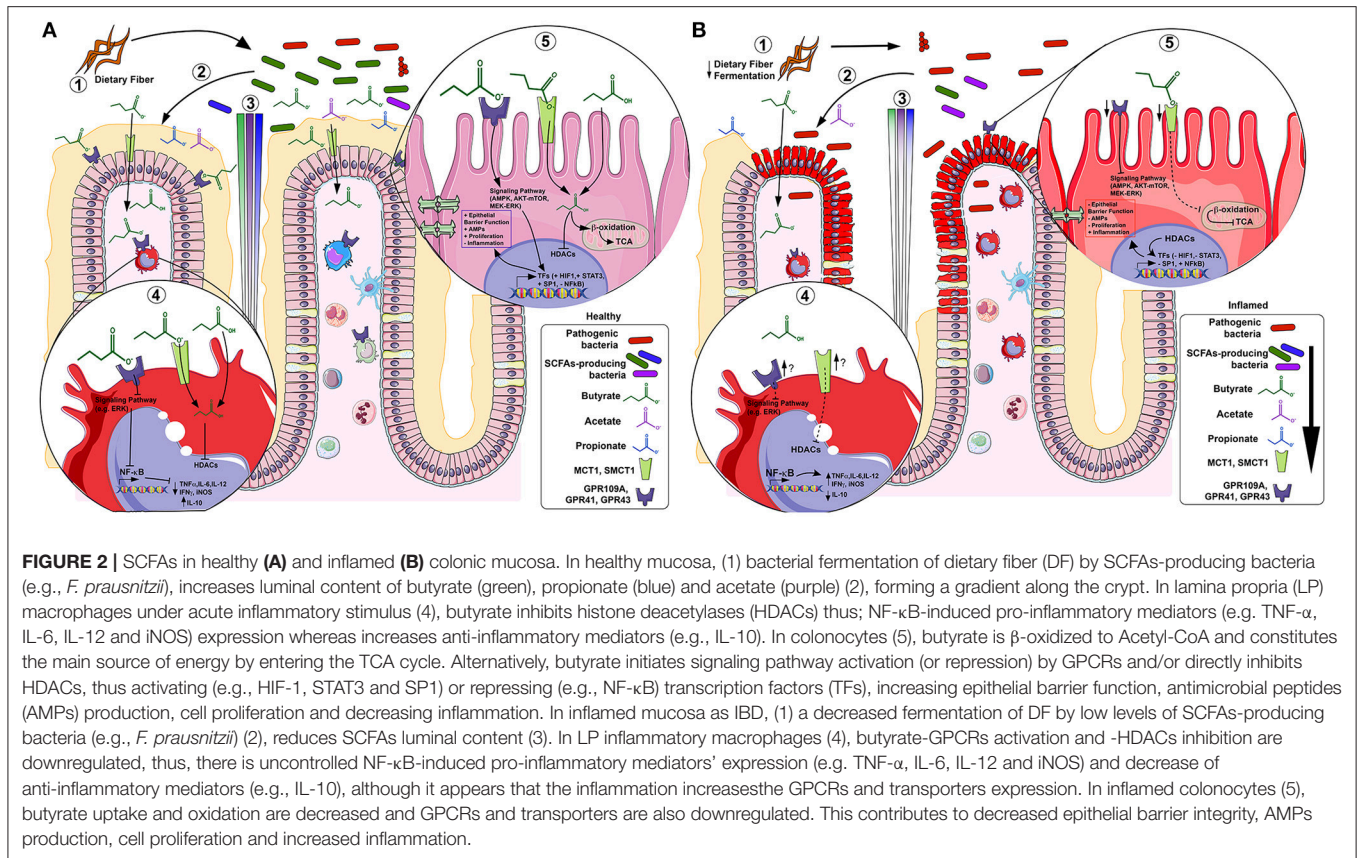 A
1
Dietary Fiber
2
3
5
Signaling Pathway
(AMPK, AKT-mTOR,
MEK-ERK)
+ Epithelial
Barrier Function
+ AMPs
+ Proliferation
- Inflammation
OH
β-oxidation
TCA
HDACs
TFs (+ HIF1,+ STAT3,
+ SP1, - NFkB)
4
Signaling Pathway
(e.g. ERK)
HDACs
NF-κB
↓ TNFα,IL-6,IL-12
IFNγ, iNOS
↑ IL-10
Healthy
Pathogenic
bacteria
SCFAs-producing
bacteria
Butyrate
Acetate
Propionate
MCT1, SMCT1
GPR109A,
GPR41, GPR43
B
1
↓ Dietary Fiber
Fermentation
2
3
5
Signaling Pathway
(AMPK, AKT-mTOR,
MEK-ERK)
- Epithelial
Barrier Function
- AMPs
- Proliferation
+ Inflammation
β-oxidation
TCA
HDACs
TFs (- HIF1,- STAT3,
- SP1, + NFkB)
4
OH
↑ ?
↑ ?
Signaling Pathway
(e.g. ERK)
HDACs
NF-κB
↑ TNFα,IL-6,IL-12
IFNγ, iNOS
↓ IL-10
Inflamed
Pathogenic
bacteria
SCFAs-producing
bacteria
Butyrate
Acetate
Propionate
MCT1, SMCT1
GPR109A,
GPR41, GPR43
FIGURE 2 | SCFAs in healthy (A) and inflamed (B) colonic mucosa. In healthy mucosa, (1) bacterial fermentation of dietary fiber (DF) by SCFAs-producing bacteria
(e.g., F. prausnitzii), increases luminal content of butyrate (green), propionate (blue) and acetate (purple) (2), forming a gradient along the crypt. In lamina propria (LP)
macrophages under acute inflammatory stimulus (4), butyrate inhibits histone deacetylases (HDACs) thus; NF-κB-induced pro-inflammatory mediators (e.g. TNF-α,
IL-6, IL-12 and iNOS) expression whereas increases anti-inflammatory mediators (e.g., IL-10). In colonocytes (5), butyrate is β-oxidized to Acetyl-CoA and constitutes
the main source of energy by entering the TCA cycle. Alternatively, butyrate initiates signaling pathway activation (or repression) by GPCRs and/or directly inhibits
HDACs, thus activating (e.g., HIF-1, STAT3 and SP1) or repressing (e.g., NF-κB) transcription factors (TFs), increasing epithelial barrier function, antimicrobial peptides
(AMPs) production, cell proliferation and decreasing inflammation. In inflamed mucosa as IBD, (1) a decreased fermentation of DF by low levels of SCFAs-producing
bacteria (e.g., F. prausnitzii) (2), reduces SCFAs luminal content (3). In LP inflammatory macrophages (4), butyrate-GPCRs activation and -HDACs inhibition are
downregulated, thus, there is uncontrolled NF-κB-induced pro-inflammatory mediators' expression (e.g. TNF-α, IL-6, IL-12 and iNOS) and decrease of
anti-inflammatory mediators (e.g., IL-10), although it appears that the inflammation increasesthe GPCRs and transporters expression. In inflamed colonocytes (5),
butyrate uptake and oxidation are decreased and GPCRs and transporters are also downregulated. This contributes to decreased epithelial barrier integrity, AMPs
production, cell proliferation and increased inflammation.